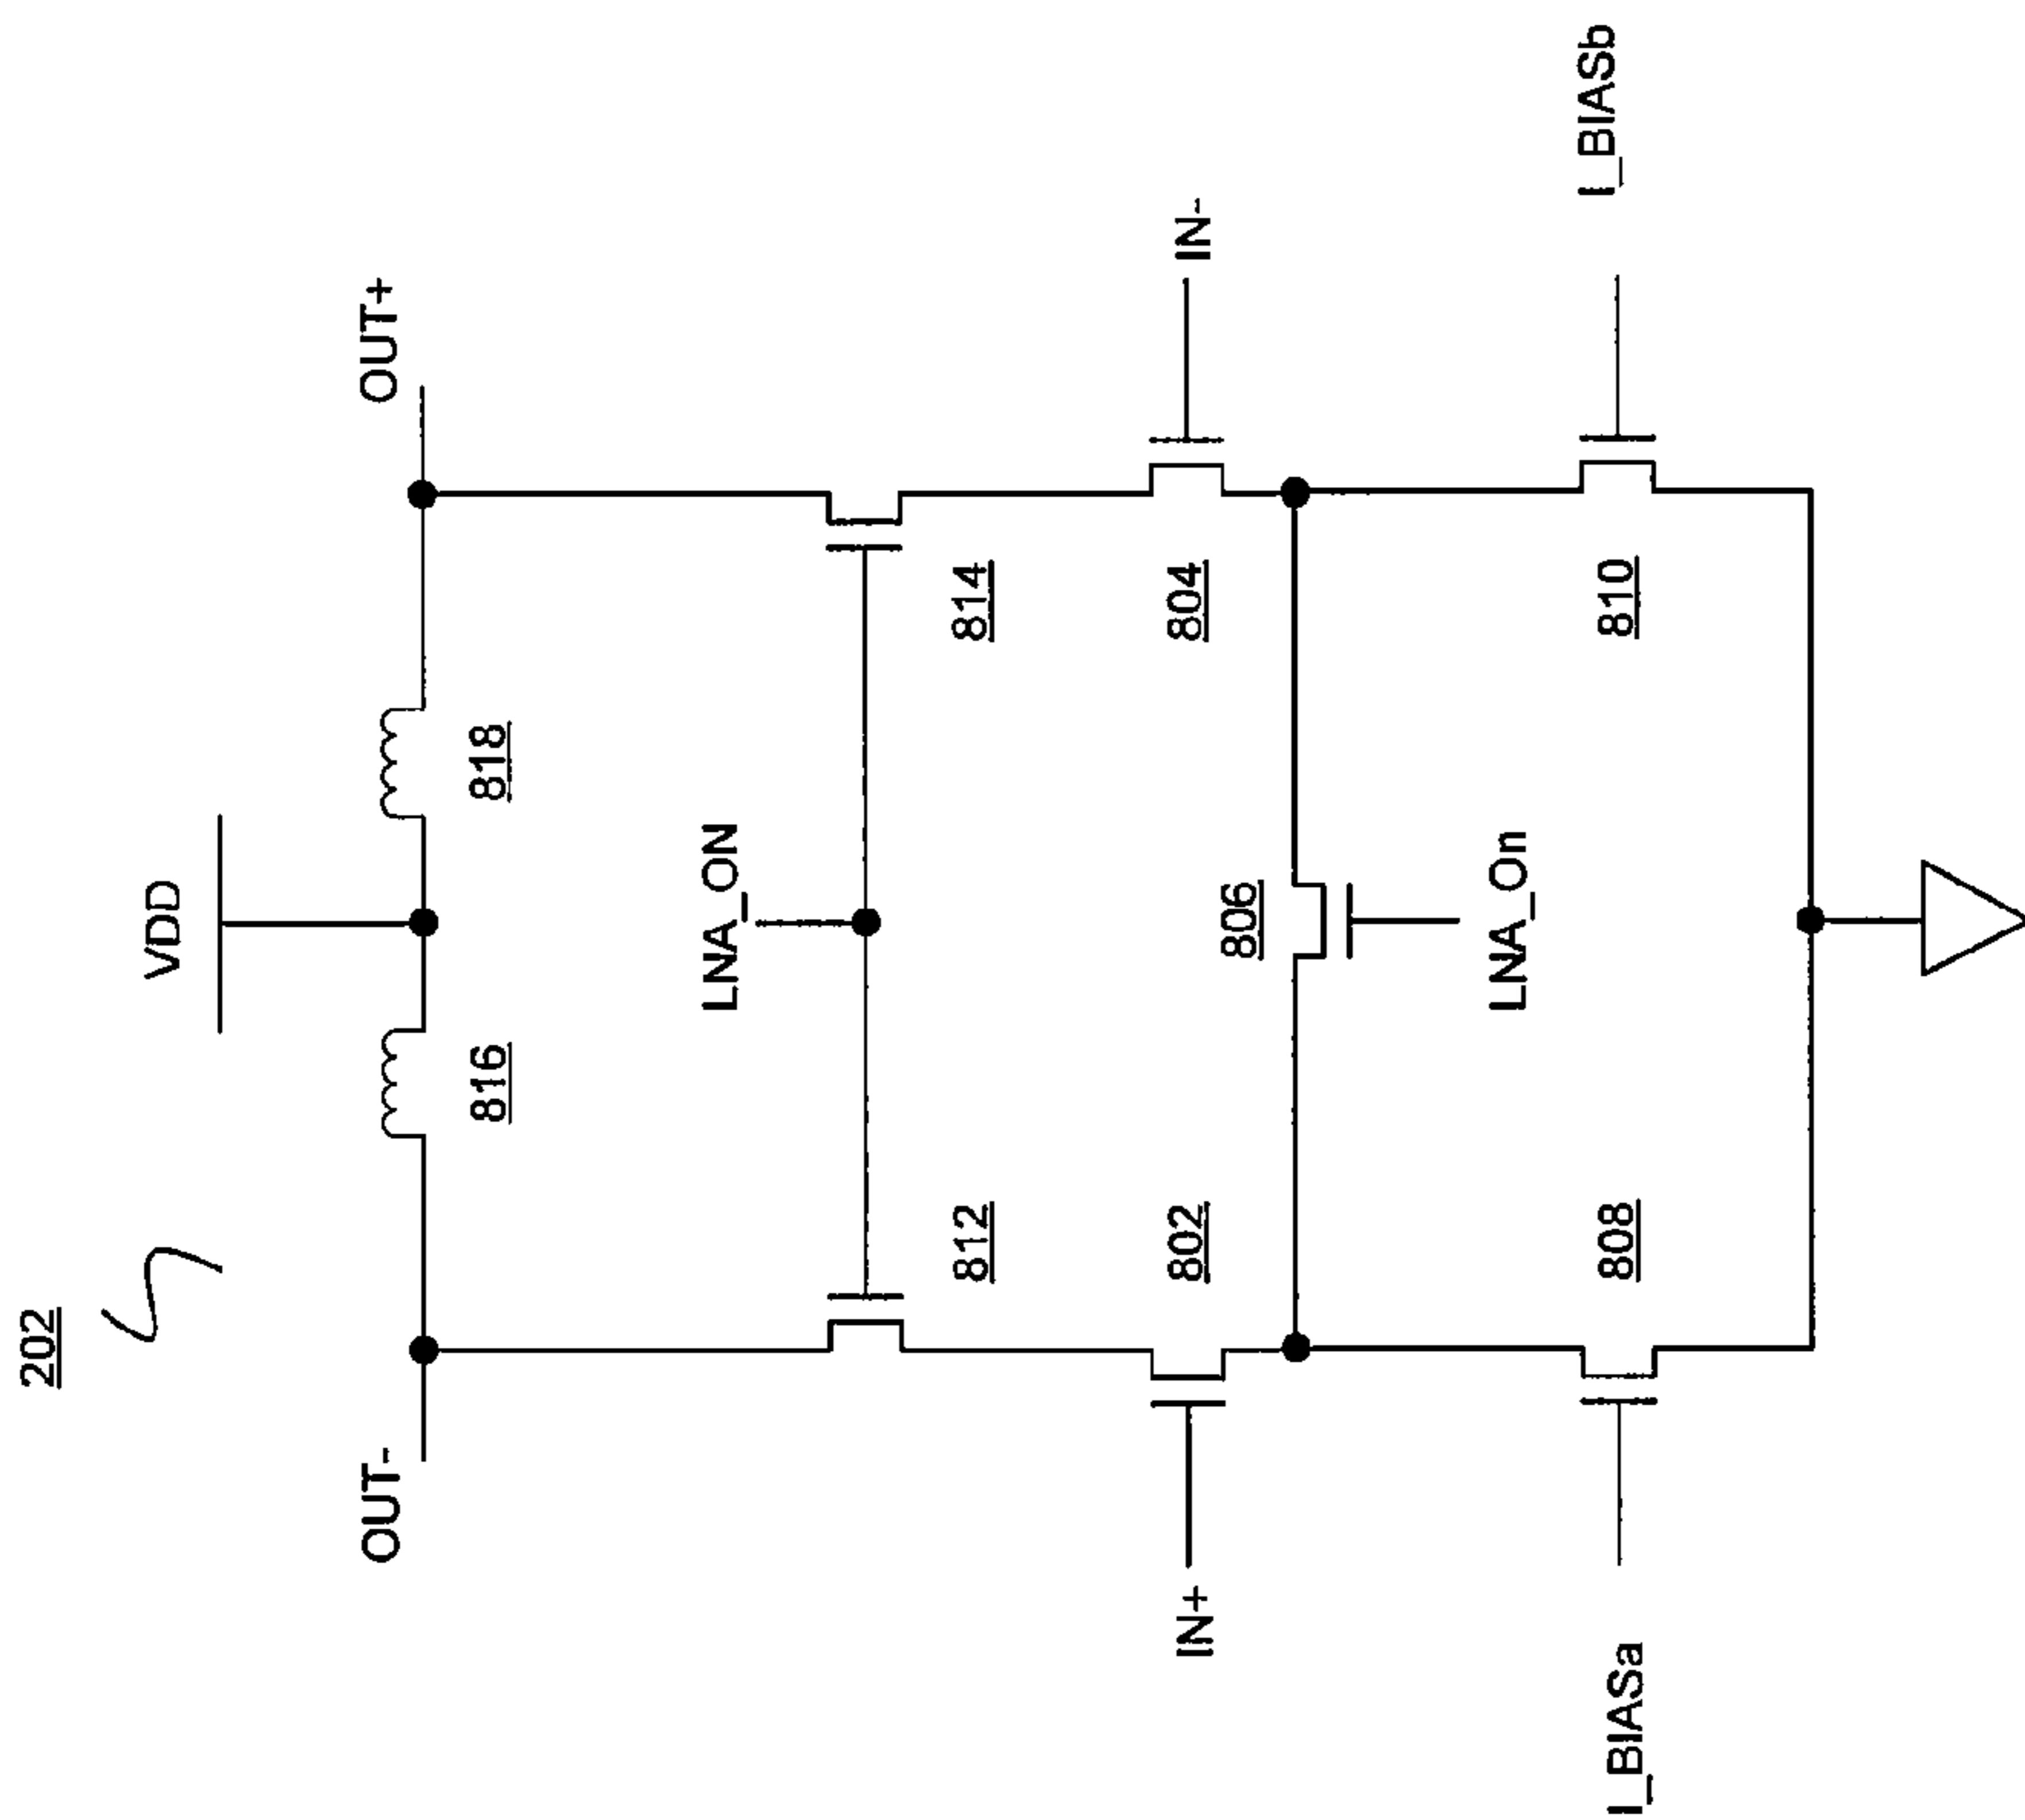 202
VDD
OUT-
OUT+
816
818
LNA_ON
812
814
IN+
IN-
802
804
806
LNA_On
I_BIASa
I_BIASb
808
810